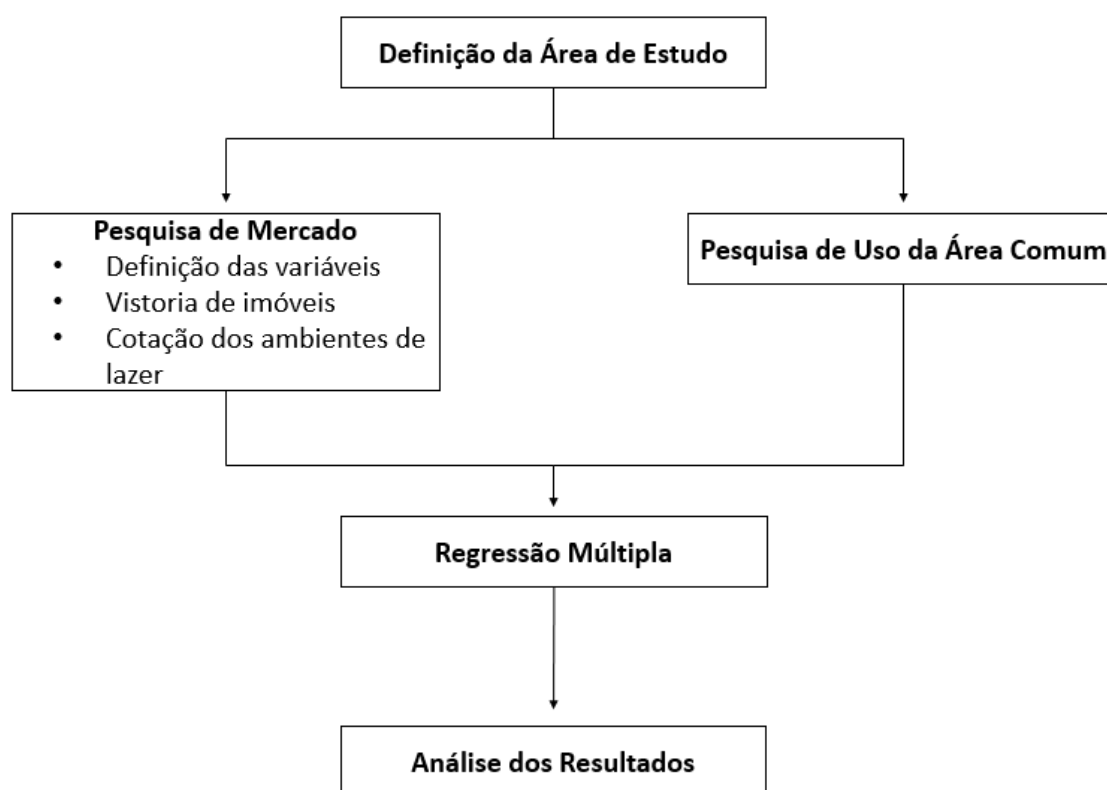 Definição da Área de Estudo
Pesquisa de Mercado
• Definição das variáveis
• Vistoria de imóveis
• Cotação dos ambientes de
lazer
Pesquisa de Uso da Área Comum
Regressão Múltipla
Análise dos Resultados